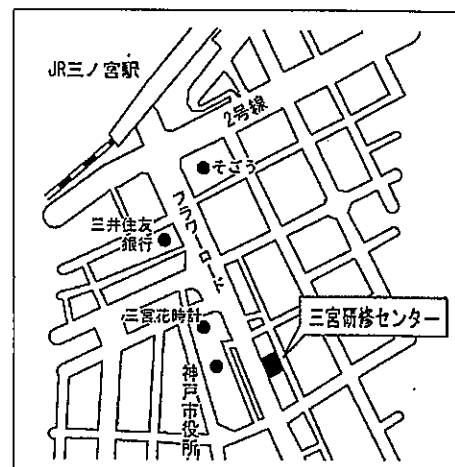 JR三ノ宮駅
2号線
そごう
フラワーロード
三井住友
銀行
三宮花時計
三宮研修センター
神戸市役所